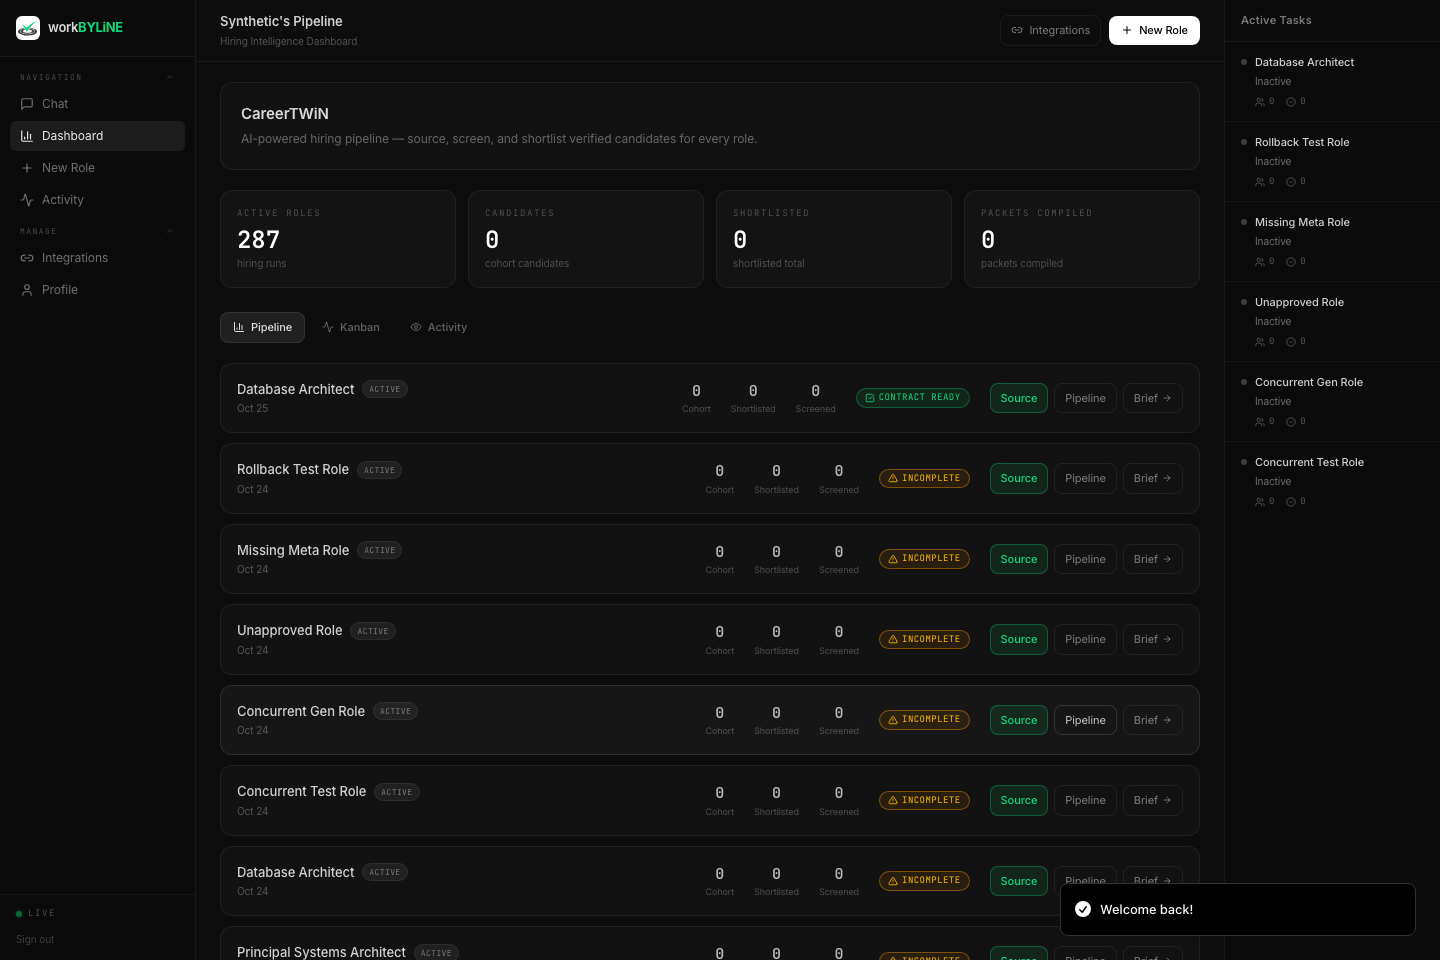 workBYLiNE
NAVIGATION
Chat
Dashboard
New Role
Activity
MANAGE
Integrations
Profile
LIVE
Sign out
Synthetic's Pipeline
Hiring Intelligence Dashboard
Integrations
New Role
CareerTWiN
AI-powered hiring pipeline — source, screen, and shortlist verified candidates for every role.
ACTIVE ROLES
287
hiring runs
CANDIDATES
0
cohort candidates
SHORTLISTED
0
shortlisted total
PACKETS COMPILED
0
packets compiled
Pipeline Kanban Activity
Database Architect ACTIVE
Oct 25
0 0 0
Cohort Shortlisted Screened
CONTRACT READY
Source Pipeline Brief →
Rollback Test Role ACTIVE
Oct 24
0 0 0
Cohort Shortlisted Screened
INCOMPLETE
Source Pipeline Brief →
Missing Meta Role ACTIVE
Oct 24
0 0 0
Cohort Shortlisted Screened
INCOMPLETE
Source Pipeline Brief →
Unapproved Role ACTIVE
Oct 24
0 0 0
Cohort Shortlisted Screened
INCOMPLETE
Source Pipeline Brief →
Concurrent Gen Role ACTIVE
Oct 24
0 0 0
Cohort Shortlisted Screened
INCOMPLETE
Source Pipeline Brief →
Concurrent Test Role ACTIVE
Oct 24
0 0 0
Cohort Shortlisted Screened
INCOMPLETE
Source Pipeline Brief →
Database Architect ACTIVE
Oct 24
0 0 0
Cohort Shortlisted Screened
INCOMPLETE
Source Pipeline Brief →
Principal Systems Architect ACTIVE
0 0 0
INCOMPLETE
Source Pipeline Brief
Active Tasks
Database Architect
Inactive
0 0
Rollback Test Role
Inactive
0 0
Missing Meta Role
Inactive
0 0
Unapproved Role
Inactive
0 0
Concurrent Gen Role
Inactive
0 0
Concurrent Test Role
Inactive
0 0
Welcome back!